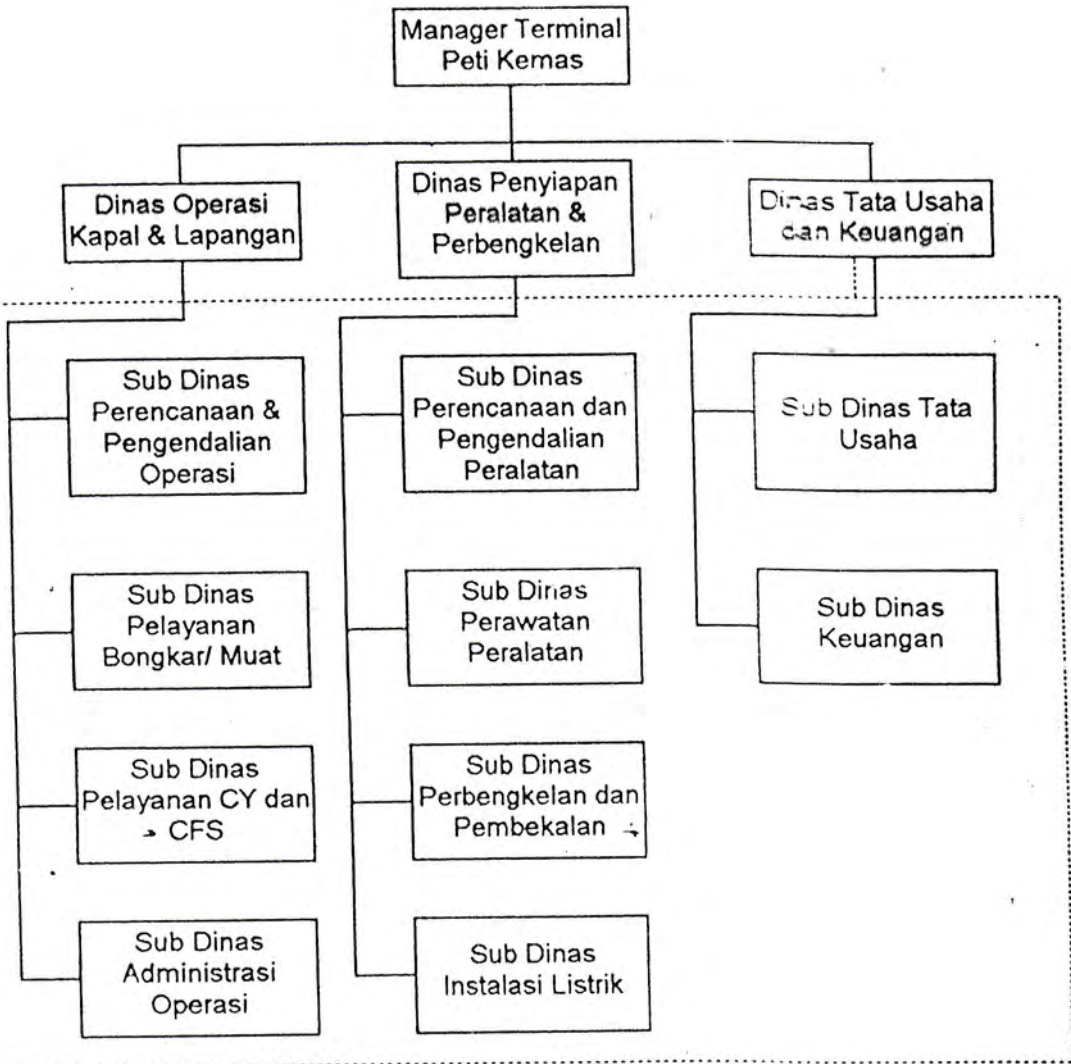 Manager Terminal
Peti Kemas
Dinas Operasi
Kapal & Lapangan
Dinas Penyiapan
Peralatan &
Perbengkelan
Dinas Tata Usaha
dan Keuangan
Sub Dinas
Perencanaan &
Pengendalian
Operasi
Sub Dinas
Pelayanan
Bongkar/ Muat
Sub Dinas
Pelayanan CY dan
CFS
Sub Dinas
Administrasi
Operasi
Sub Dinas
Perencanaan dan
Pengendalian
Peralatan
Sub Dinas
Perawatan
Peralatan
Sub Dinas
Perbengkelan dan
Pembekalan
Sub Dinas
Instalasi Listrik
Sub Dinas Tata
Usaha
Sub Dinas
Keuangan